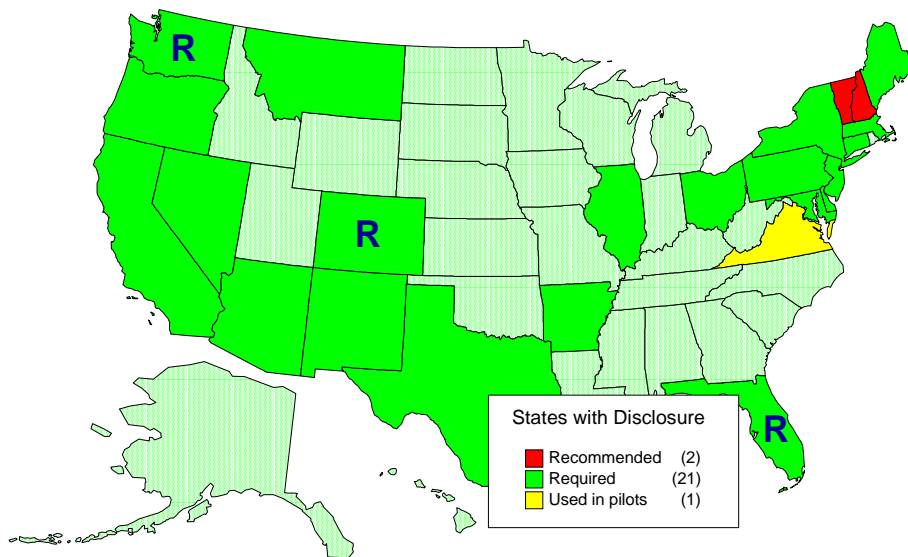 R
R
R
States with Disclosure
Recommended (2)
Required (21)
Used in pilots (1)